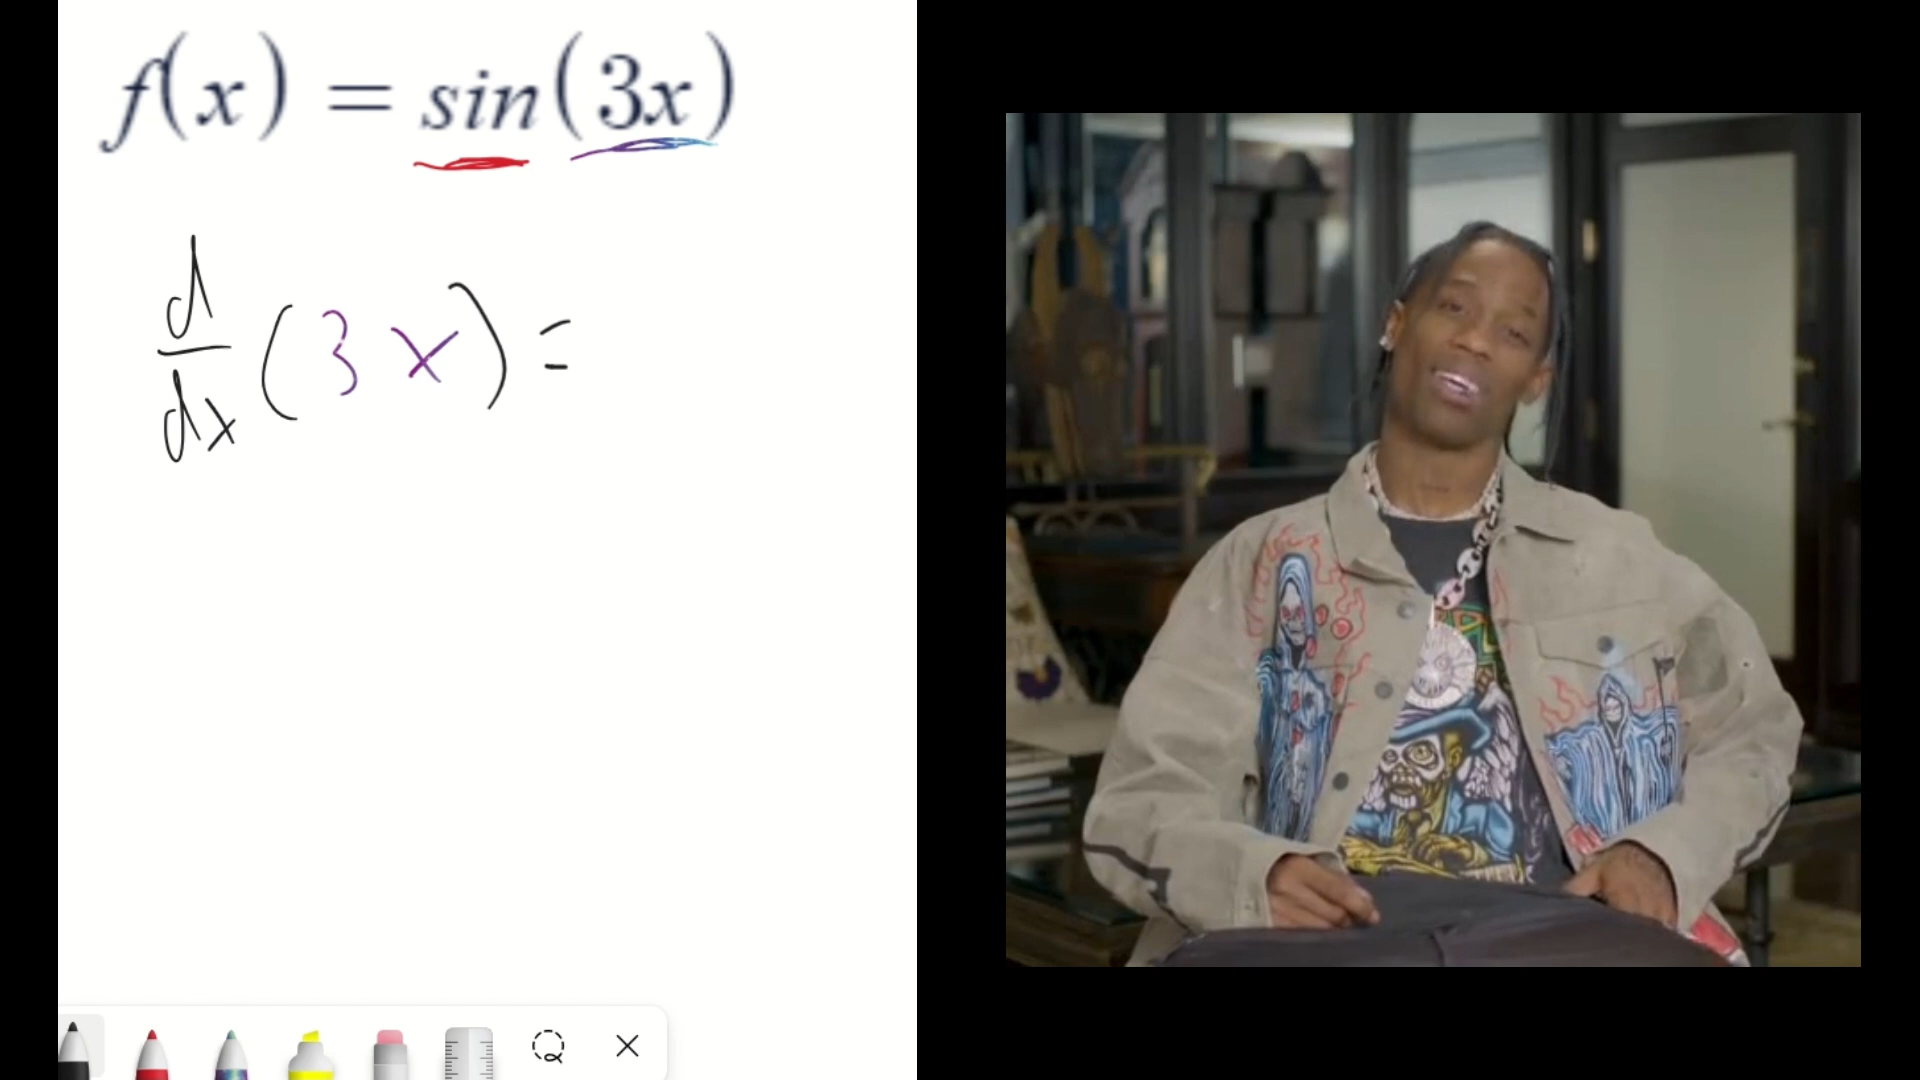 f(x) = sin(3x)
d/dx (3x) =